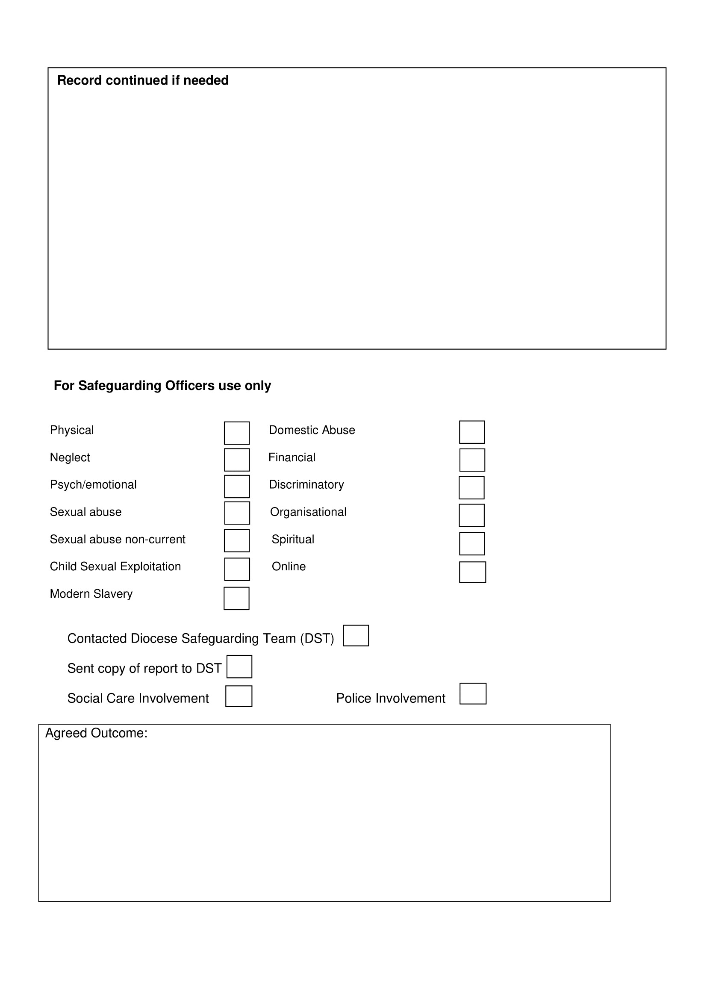 Record continued if needed
For Safeguarding Officers use only
Physical Domestic Abuse
Neglect Financial
Psych/emotional Discriminatory
Sexual abuse Organisational
Sexual abuse non-current Spiritual
Child Sexual Exploitation Online
Modern Slavery
Contacted Diocese Safeguarding Team (DST)
Sent copy of report to DST
Social Care Involvement Police Involvement
Agreed Outcome: